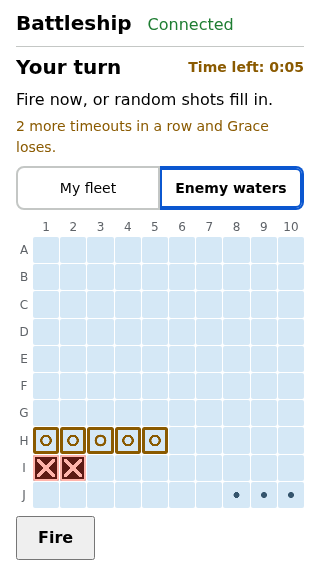 Battleship Connected
Your turn Time left: 0:05
Fire now, or random shots fill in.
2 more timeouts in a row and Grace
loses.
My fleet Enemy waters
1 2 3 4 5 6 7 8 9 10
A
B
C
D
E
F
G
H
I
J
Fire